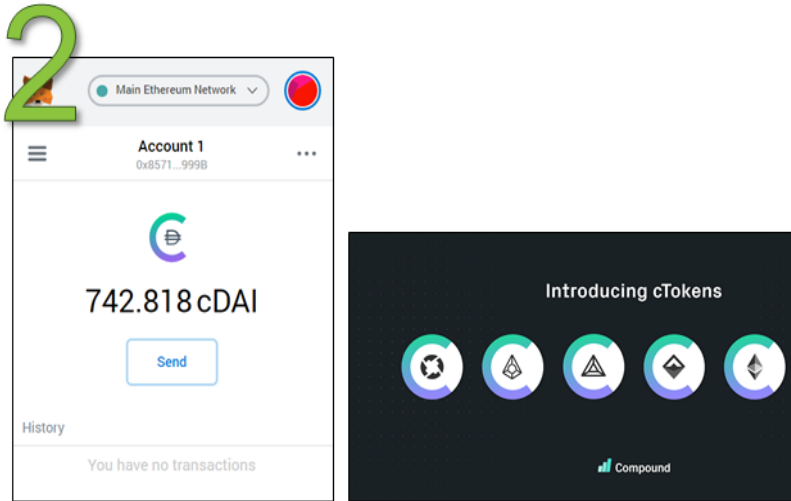 2
Main Ethereum Network
Account 1
0x8571...999B
742.818 cDAI
Send
History
You have no transactions
Introducing cTokens
Compound